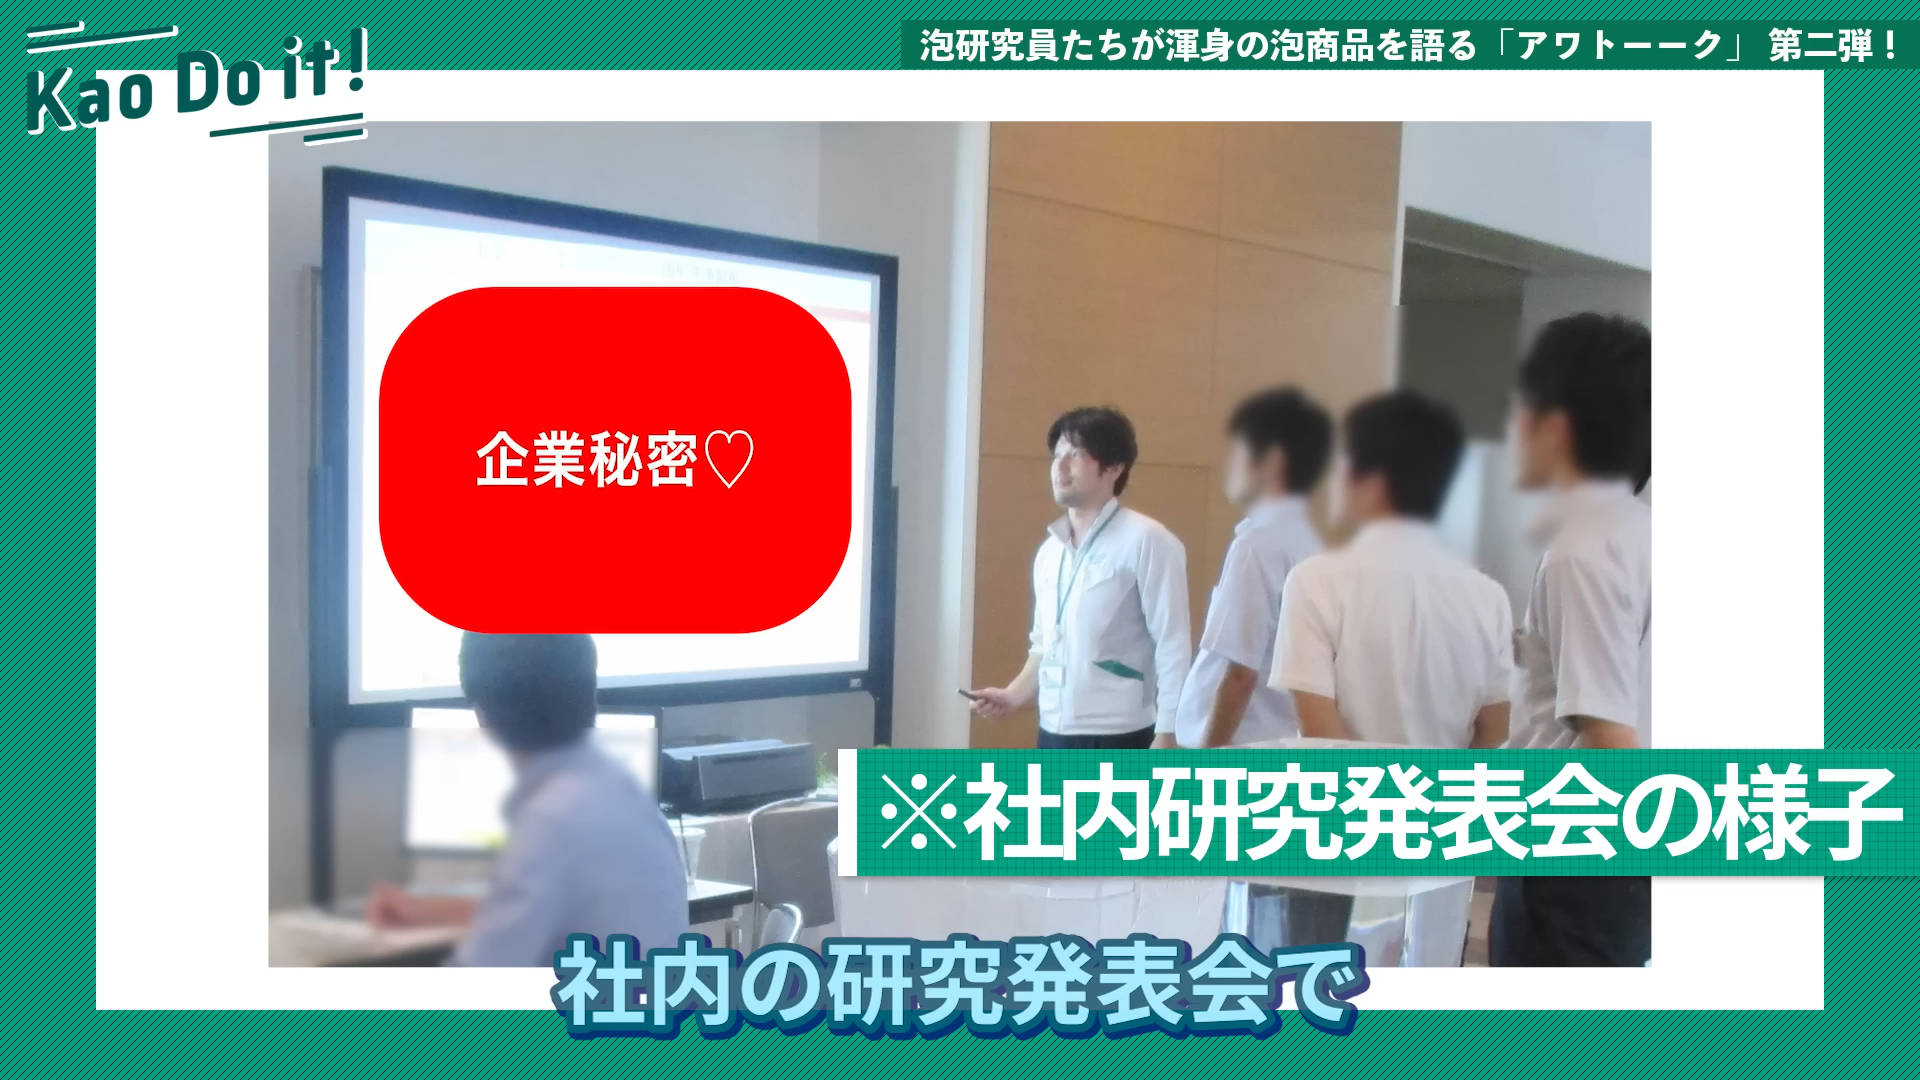 Kao Do it!
泡研究員たちが渾身の泡商品を語る「アワトーーク」 第二弾！
企業秘密♡
※社内研究発表会の様子
社内の研究発表会で